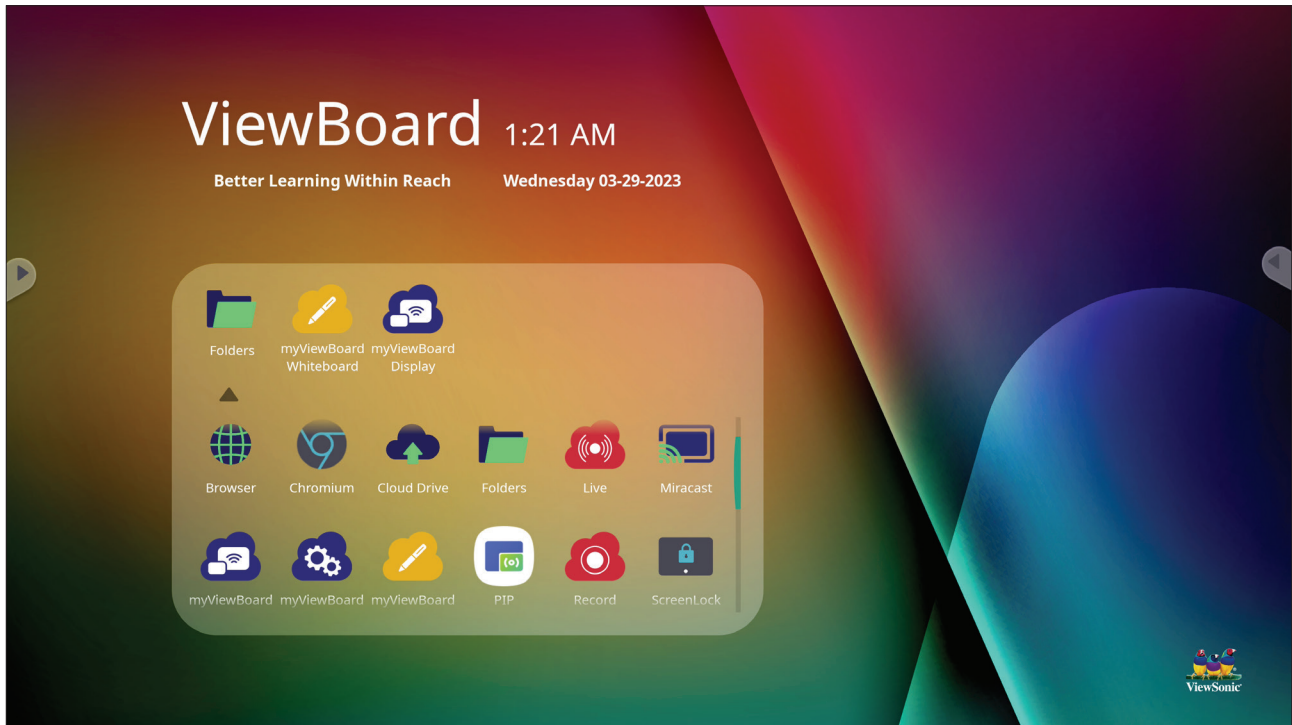 ViewBoard 1:21 AM
Better Learning Within Reach Wednesday 03-29-2023
Folders
myViewBoard Whiteboard
myViewBoard Display
Browser
Chromium
Cloud Drive
Folders
Live
Miracast
myViewBoard
myViewBoard
myViewBoard
PIP
Record
ScreenLock
ViewSonic